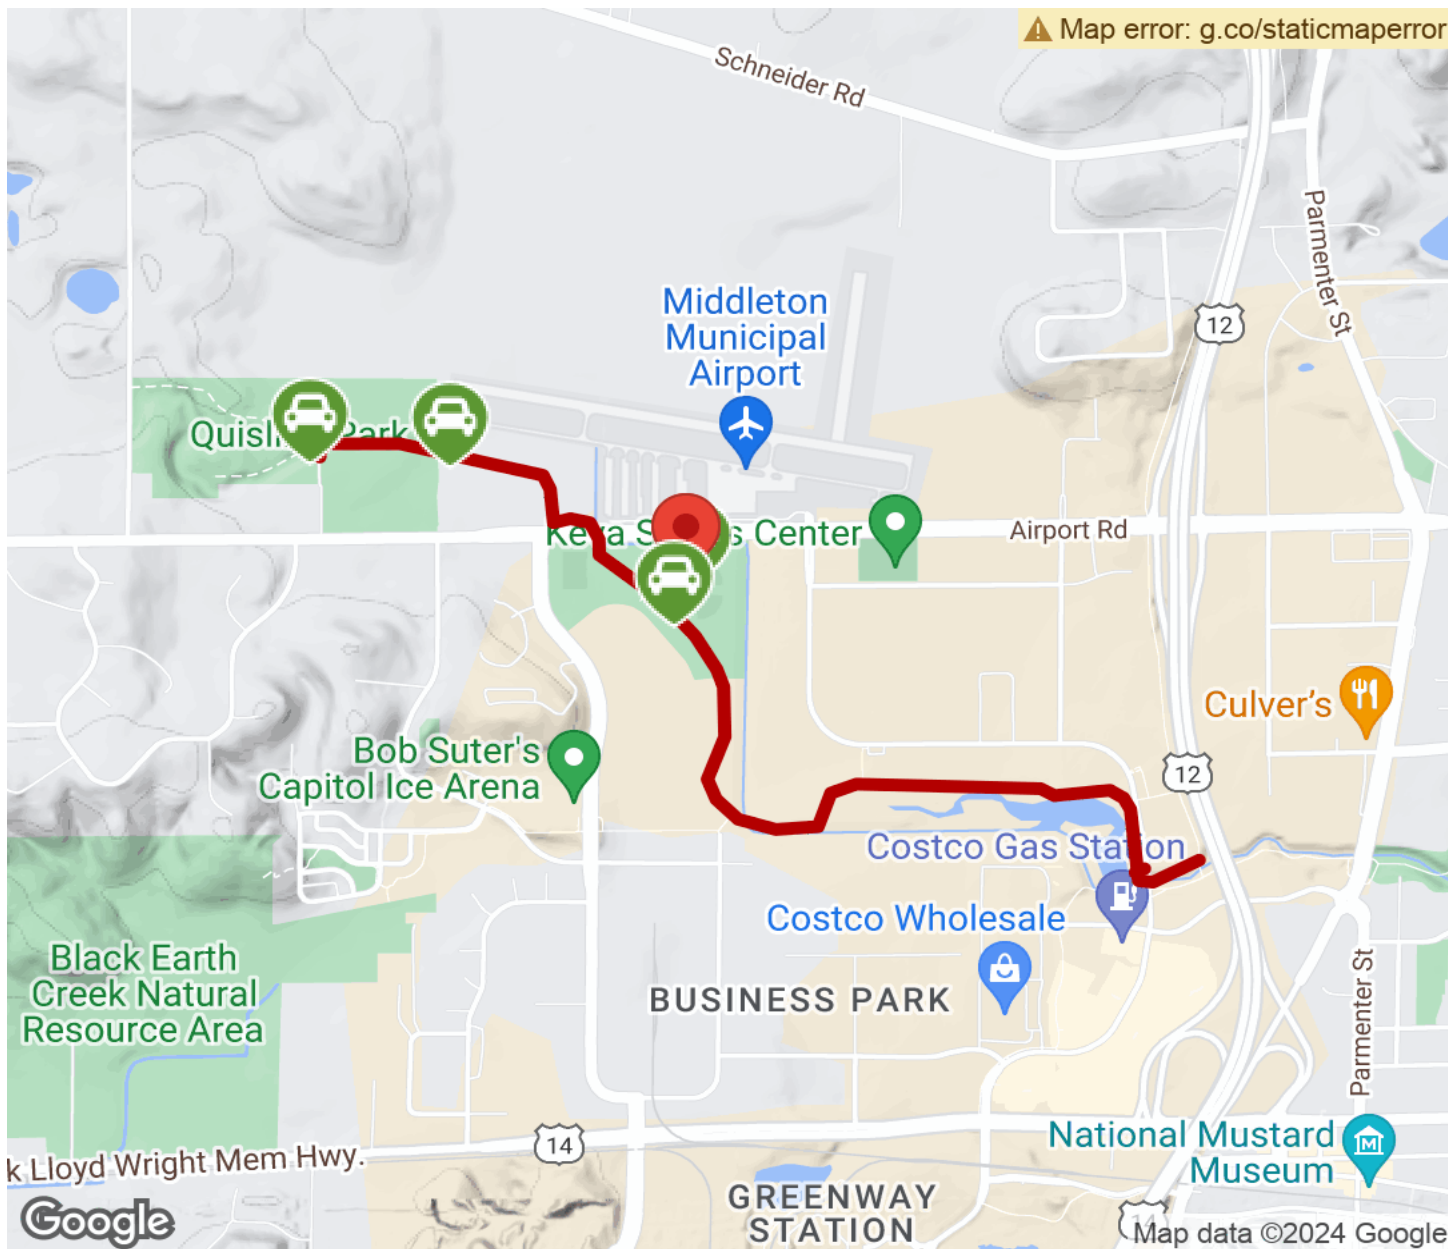 Map error: g.co/staticmaperror
Schneider Rd
Parmenter St
12
Middleton
Municipal
Airport
Park
Center
Airport Rd
Culver's
Bob Suter's
Capitol Ice Arena
12
Costco Gas Station
Costco Wholesale
Black Earth
Creek Natural
Resource Area
BUSINESS PARK
Parmenter St
14
National Mustard
Museum
k Lloyd Wright Mem Hwy.
GREENWAY
STATION
Google
Map data ©2024 Google